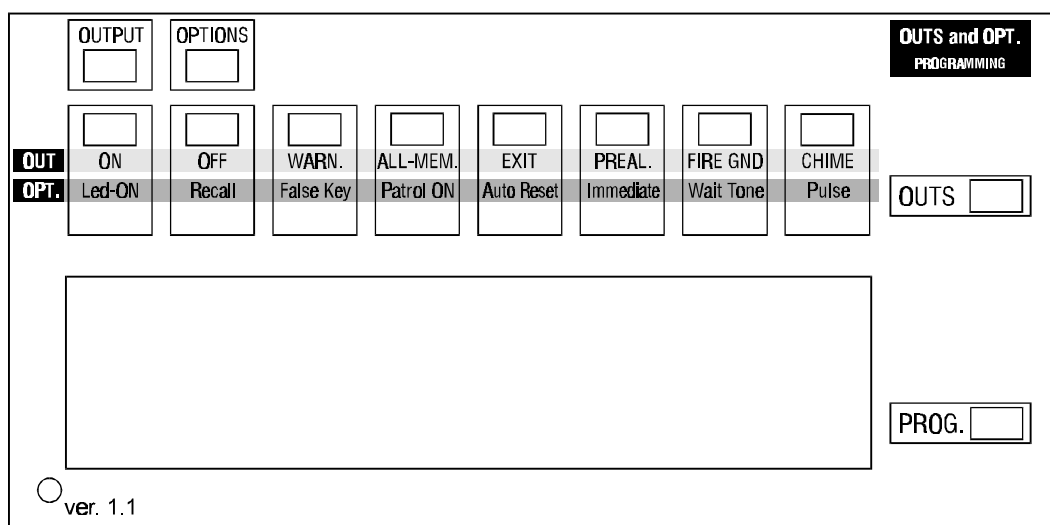 OUTPUT OPTIONS
OUTS and OPT.
PROGRAMMING
OUT ON OFF WARN. ALL-MEM. EXIT PREAL. FIRE GND CHIME
OPT. Led-ON Recall False Key Patrol ON Auto Reset Immediate Wait Tone Pulse
OUTS
PROG.
ver. 1.1